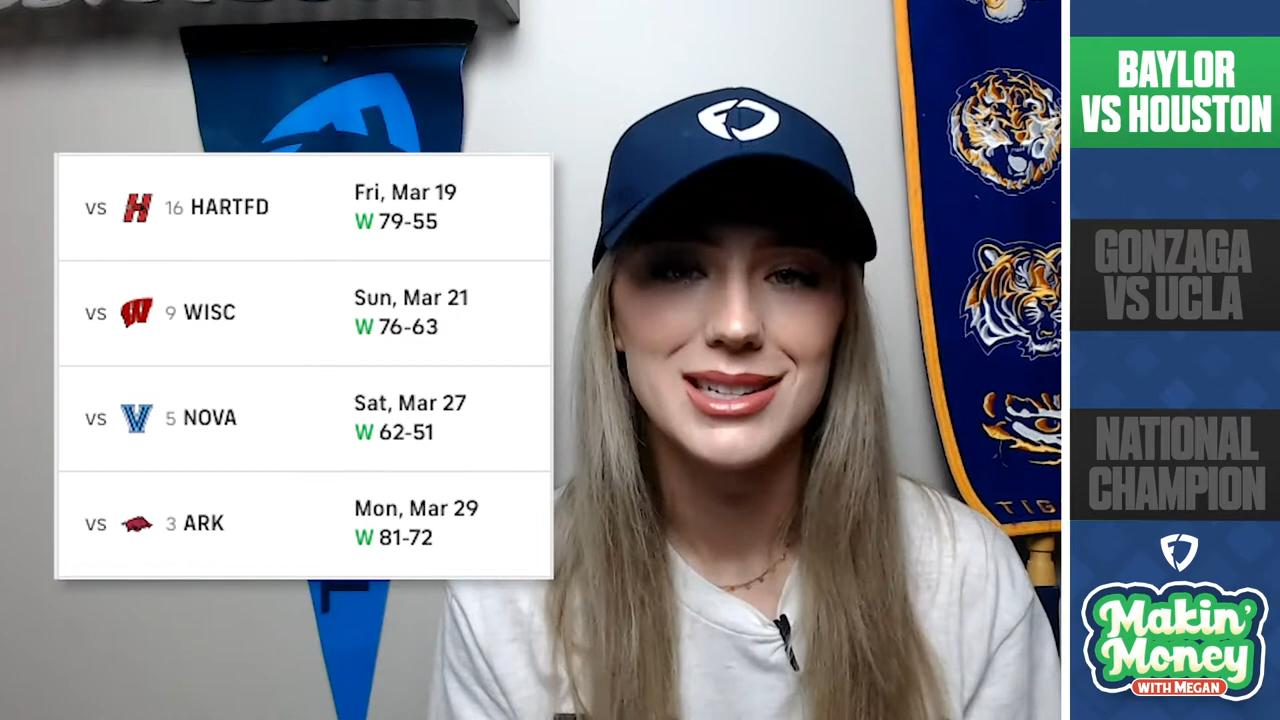 vs 16 HARTFD
Fri, Mar 19
W 79-55
vs 9 WISC
Sun, Mar 21
W 76-63
vs 5 NOVA
Sat, Mar 27
W 62-51
vs 3 ARK
Mon, Mar 29
W 81-72
BAYLOR
VS HOUSTON
GONZAGA
VS UCLA
NATIONAL
CHAMPION
Makin'
Money
WITH MEGAN